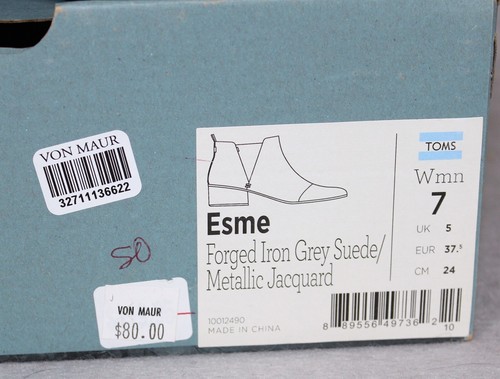 VON MAUR
32711136622
50
VON MAUR
$80.00
TOMS
Wmn
7
UK 5
EUR 37.5
CM 24
Esme
Forged Iron Grey Suede/
Metallic Jacquard
10012490
MADE IN CHINA
8 89556 49736 2
10